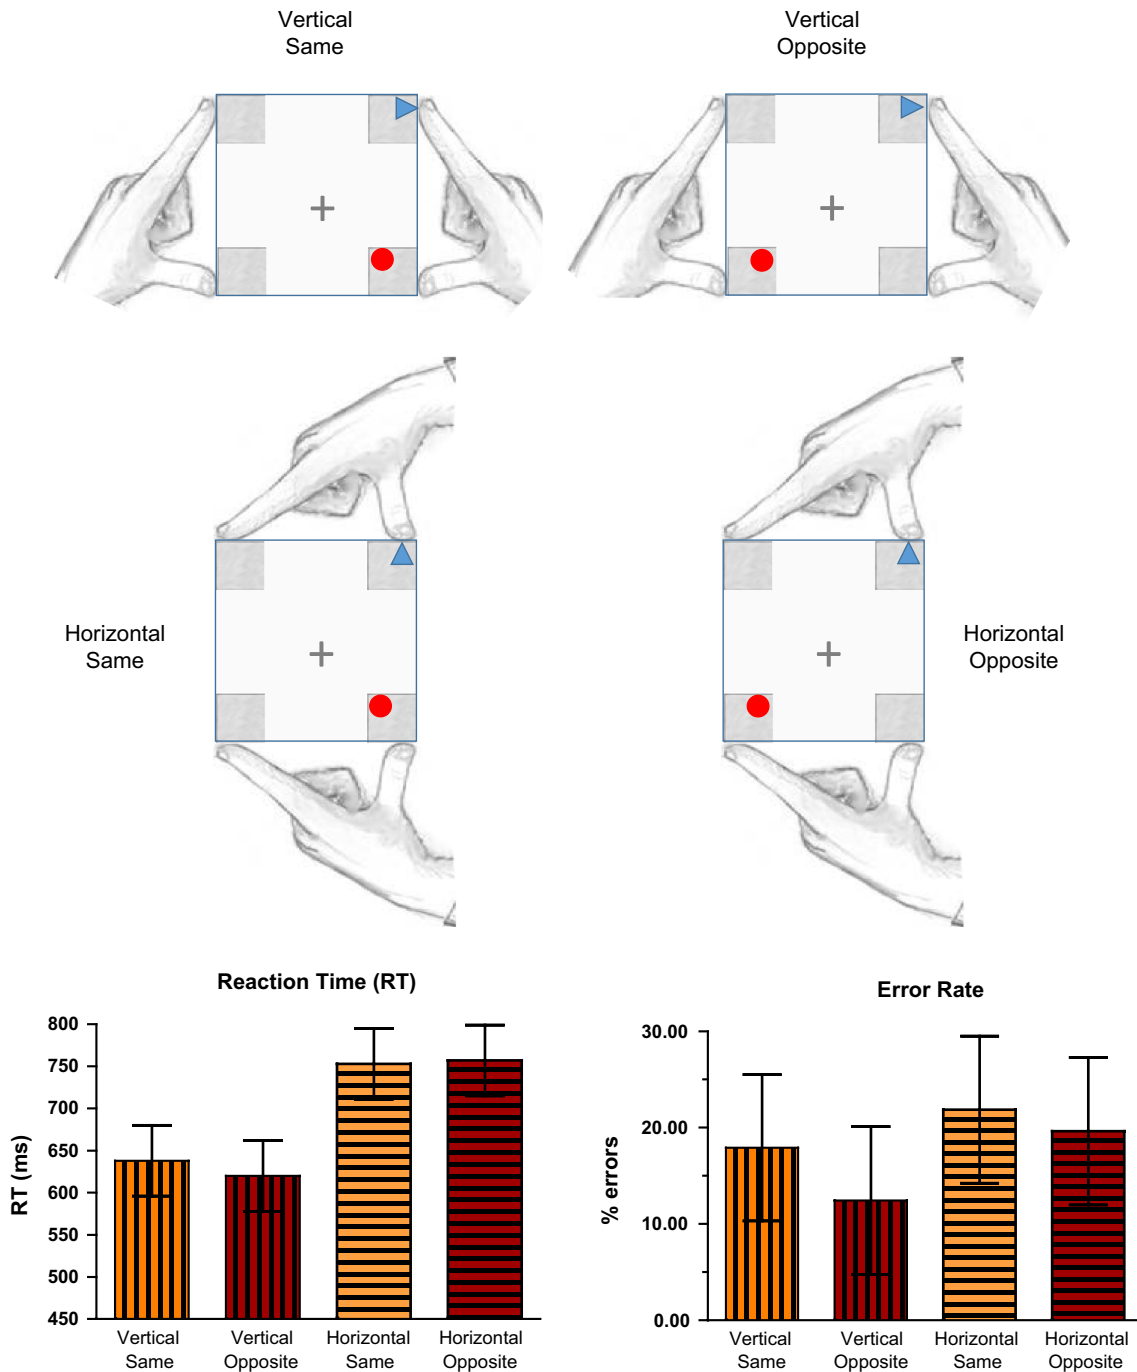 Vertical
Same
Vertical
Opposite
Horizontal
Same
Horizontal
Opposite
Reaction Time (RT)
RT (ms)
800
750
700
650
600
550
500
450
Vertical
Same
Vertical
Opposite
Horizontal
Same
Horizontal
Opposite
Error Rate
% errors
30.00
20.00
10.00
0.00
Vertical
Same
Vertical
Opposite
Horizontal
Same
Horizontal
Opposite